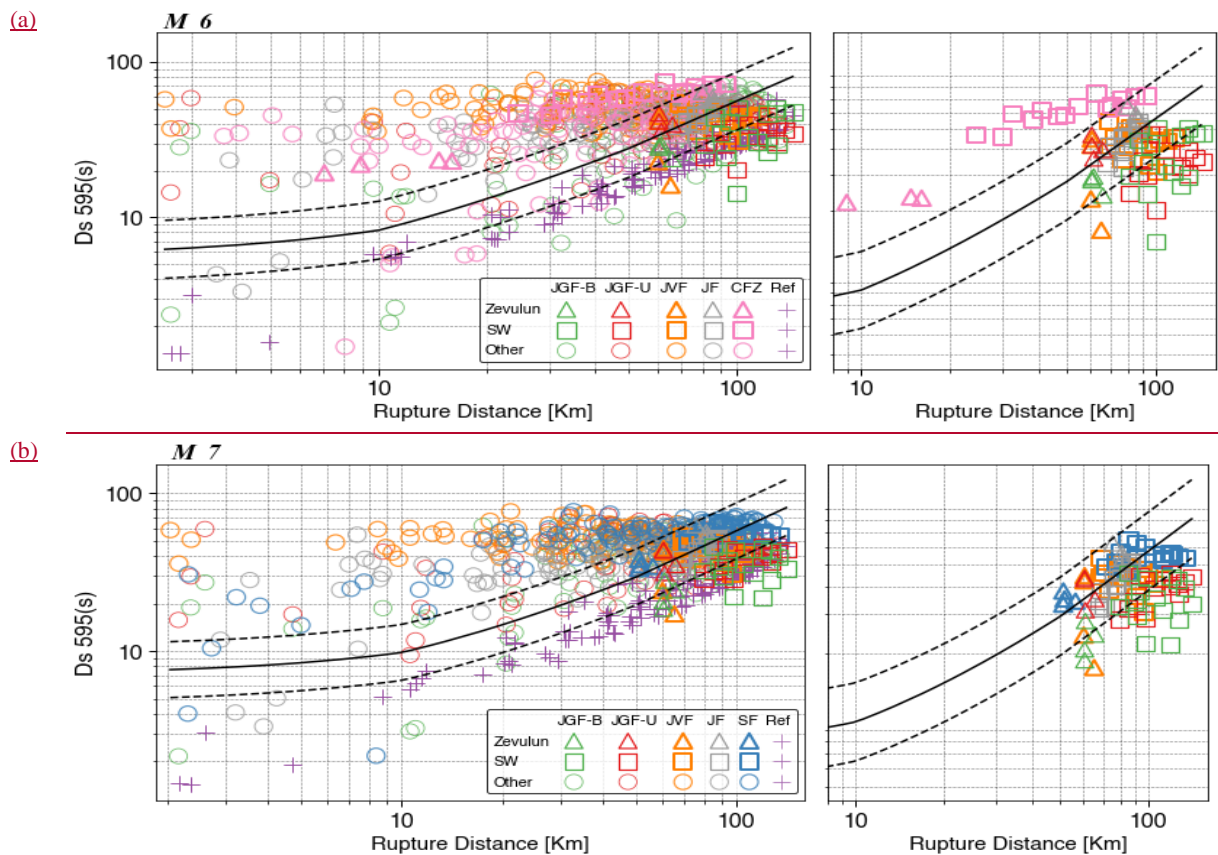 (a)
M 6
100
10
Ds 595(s)
10
100
Rupture Distance [Km]
JGF-B JGF-U JVF JF CFZ Ref
Zevulun
SW
Other
10
100
Rupture Distance [Km]
(b)
M 7
100
10
Ds 595(s)
10
100
Rupture Distance [Km]
JGF-B JGF-U JVF JF SF Ref
Zevulun
SW
Other
10
100
Rupture Distance [Km]